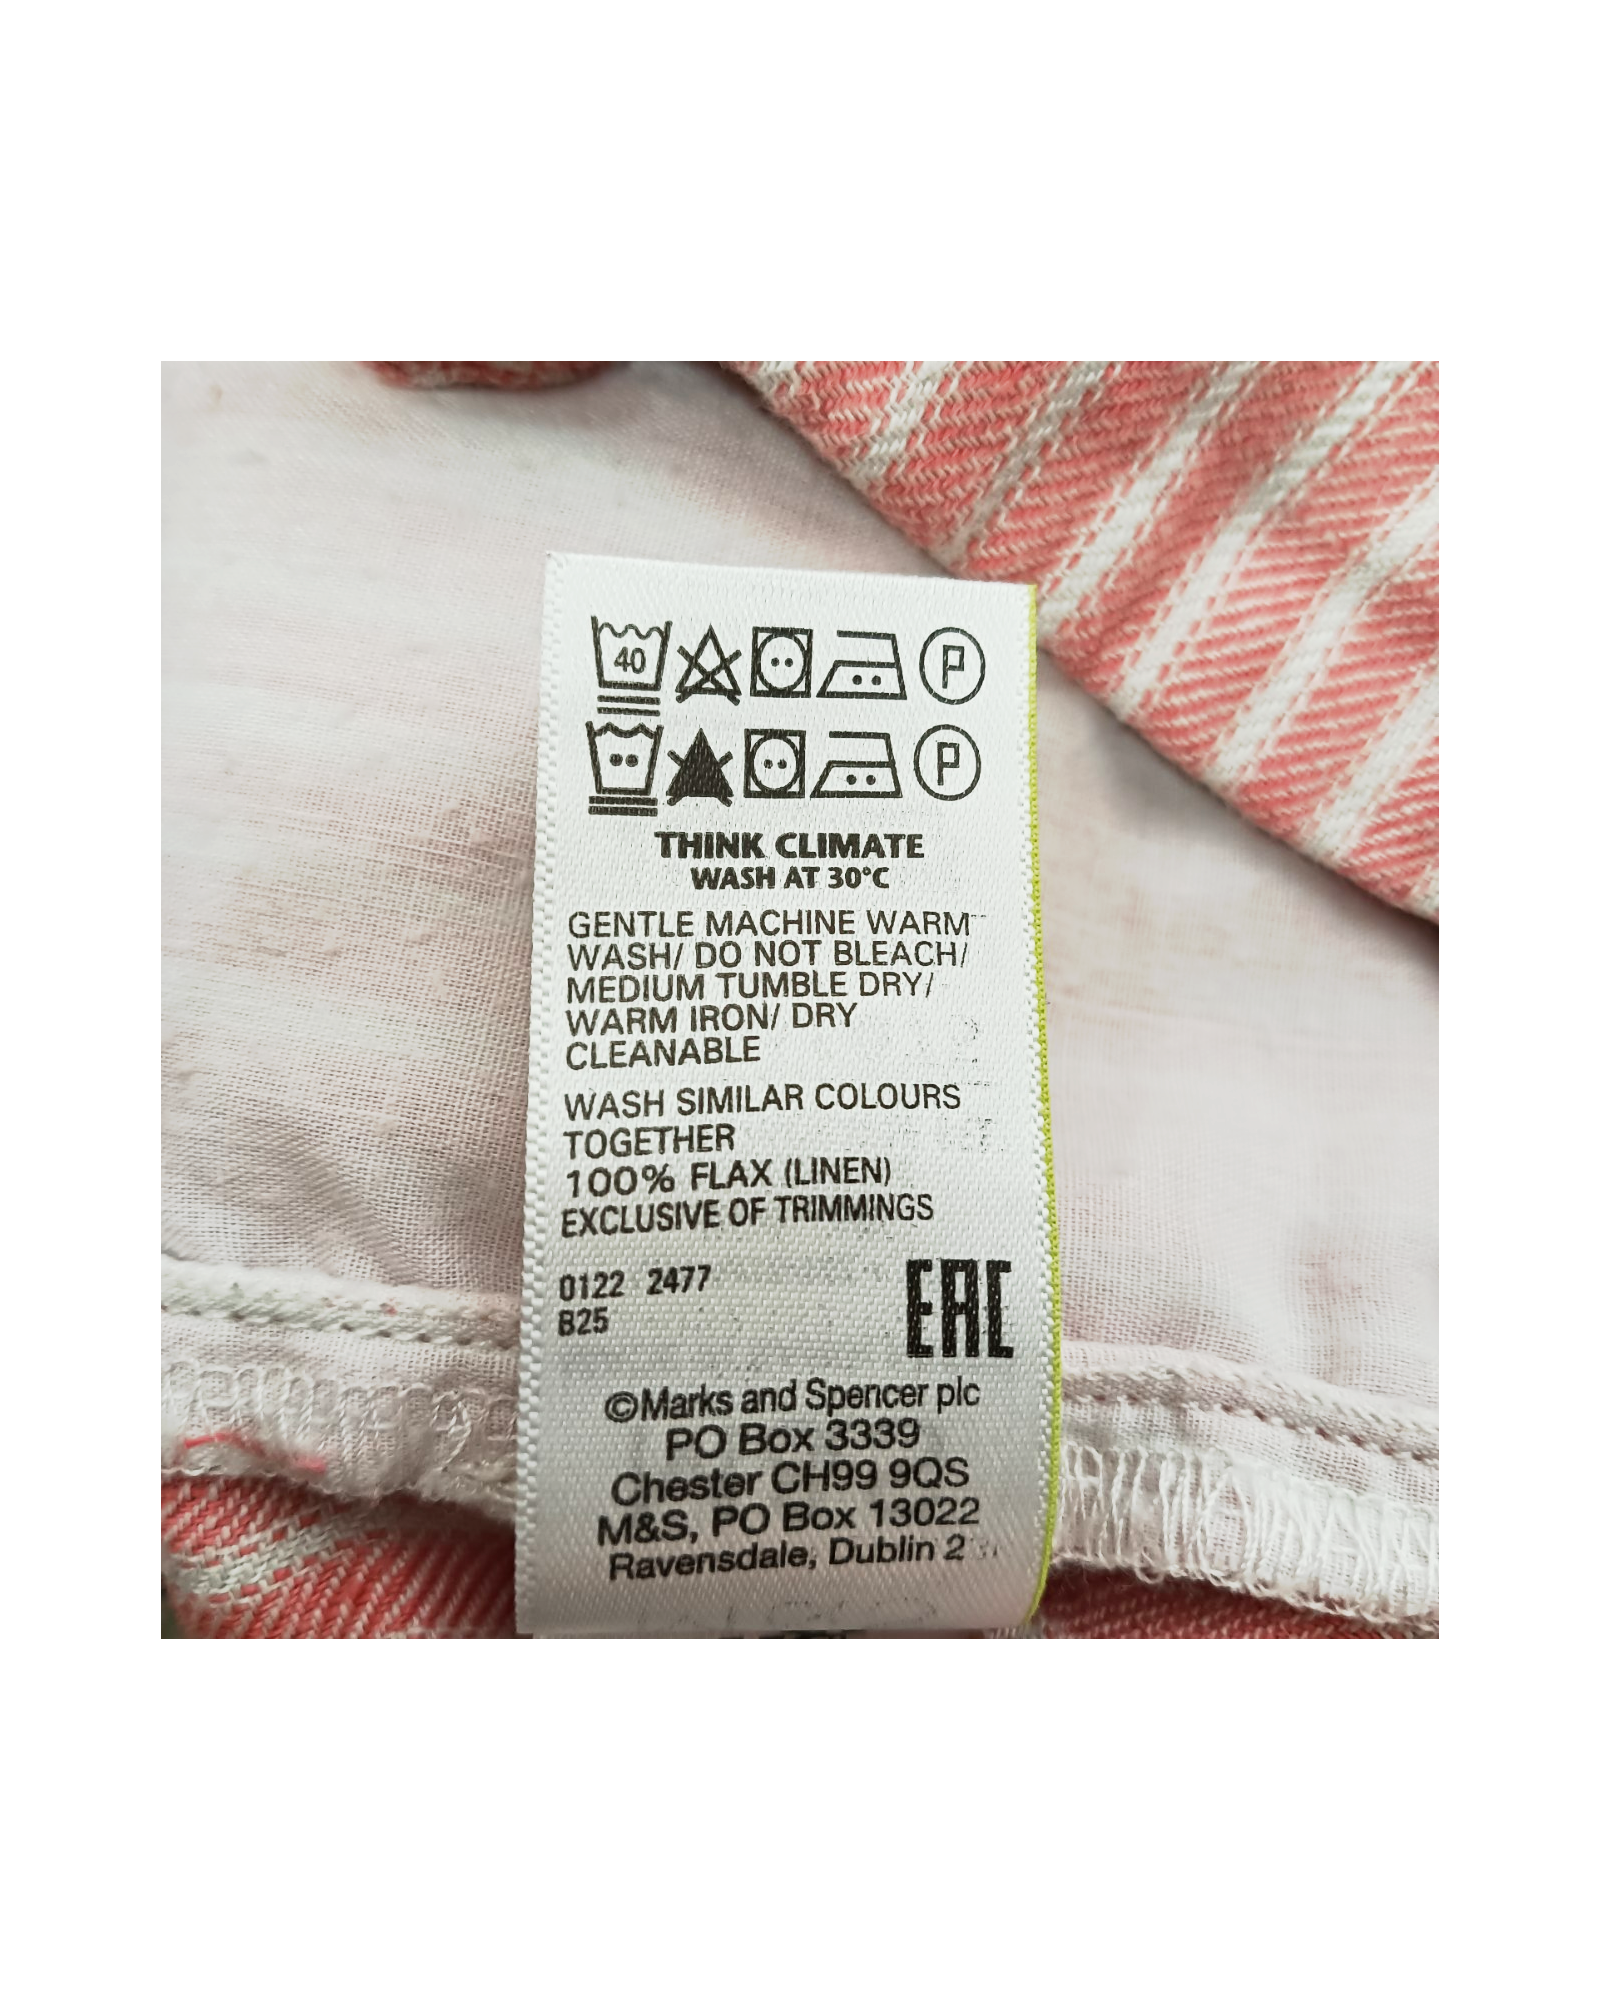 40
P
P
THINK CLIMATE
WASH AT 30°C
GENTLE MACHINE WARM
WASH/ DO NOT BLEACH/
MEDIUM TUMBLE DRY/
WARM IRON/ DRY
CLEANABLE
WASH SIMILAR COLOURS
TOGETHER
100% FLAX (LINEN)
EXCLUSIVE OF TRIMMINGS
0122 2477
B25
EAC
©Marks and Spencer plc
PO Box 3339
Chester CH99 9QS
M&S, PO Box 13022
Ravensdale, Dublin 2